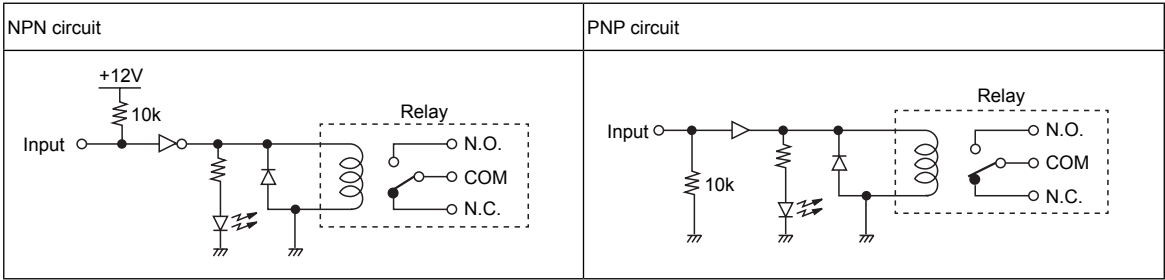 NPN circuit
+12V
10k
Input
Relay
N.O.
COM
N.C.
PNP circuit
Input
10k
Relay
N.O.
COM
N.C.